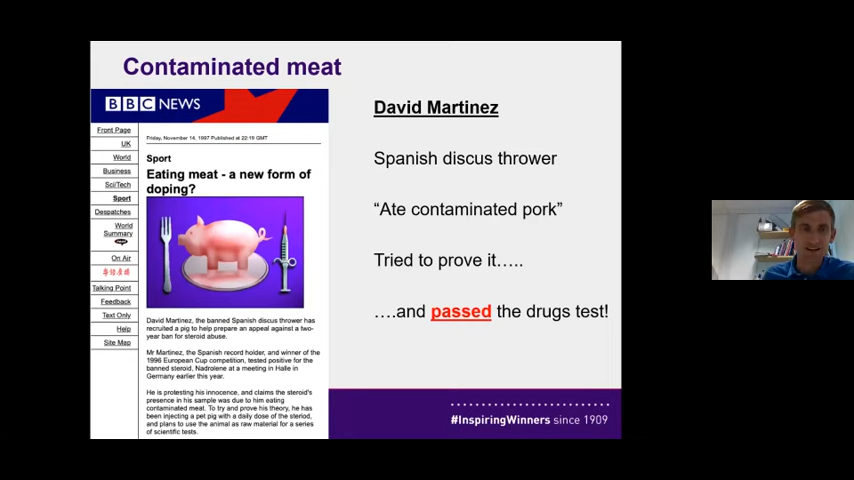 Contaminated meat
BBC NEWS
Front Page
UK
World
Business
Sci/Tech
Sport
Despatches
World
Summary
On Air
Talking Point
Feedback
Text Only
Help
Site Map
Friday, November 14, 1997 Published at 22:19 GMT
Sport
Eating meat - a new form of
doping?
David Martinez, the banned Spanish discus thrower has
recruited a pig to help prepare an appeal against a two-
year ban for steroid abuse.
Mr Martinez, the Spanish record holder, and winner of the
1996 European Cup competition, tested positive for the
banned steroid, Nadrolene at a meeting in Halle in
Germany earlier this year.
He is protesting his innocence, and claims the steroid's
presence in his sample was due to him eating
contaminated meat. To try and prove his theory, he has
been injecting a pet pig with a daily dose of the steriod,
and plans to use the animal as raw material for a series
of scientific tests.
David Martinez
Spanish discus thrower
“Ate contaminated pork”
Tried to prove it…..
….and passed the drugs test!
#InspiringWinners since 1909